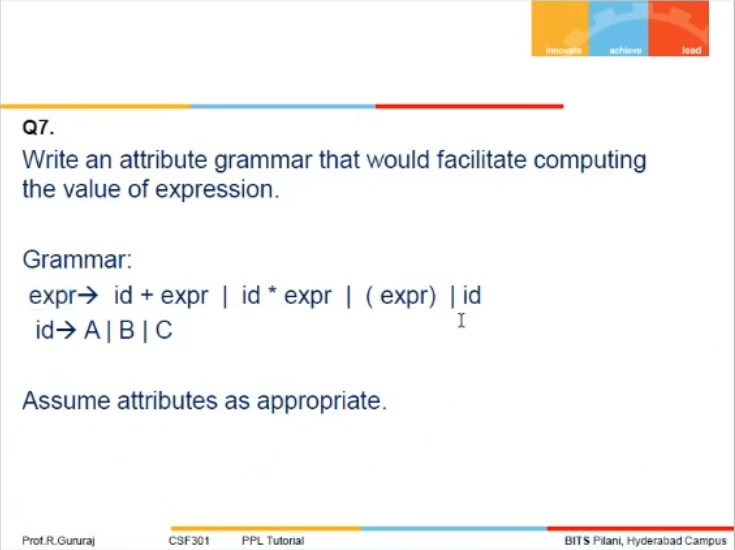 innovate achieve lead
Q7.
Write an attribute grammar that would facilitate computing
the value of expression.
Grammar:
expr→ id + expr | id * expr | ( expr) | id
id→ A | B | C
Assume attributes as appropriate.
Prof.R.Gururaj CSF301 PPL Tutorial BITS Pilani, Hyderabad Campus